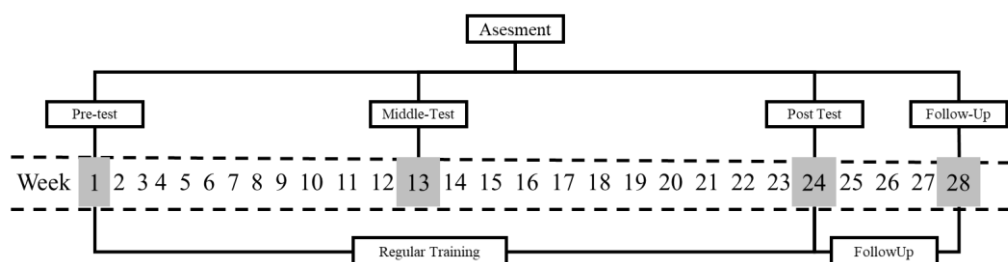 Asesment
Pre-test Middle-Test Post Test Follow-Up
Week 1 2 3 4 5 6 7 8 9 10 11 12 13 14 15 16 17 18 19 20 21 22 23 24 25 26 27 28
Regular Training FollowUp